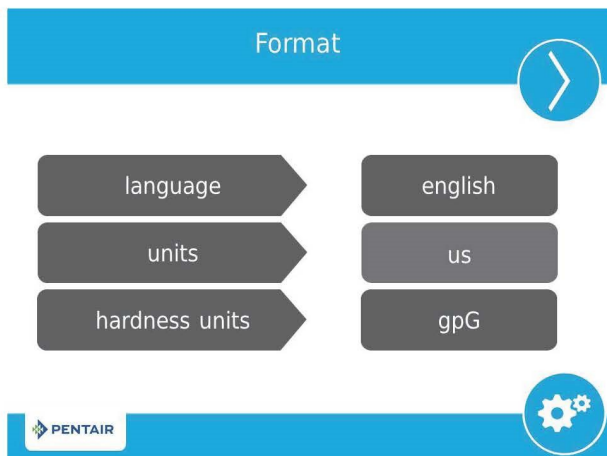 Format
language
english
units
us
hardness units
gpG
PENTAIR